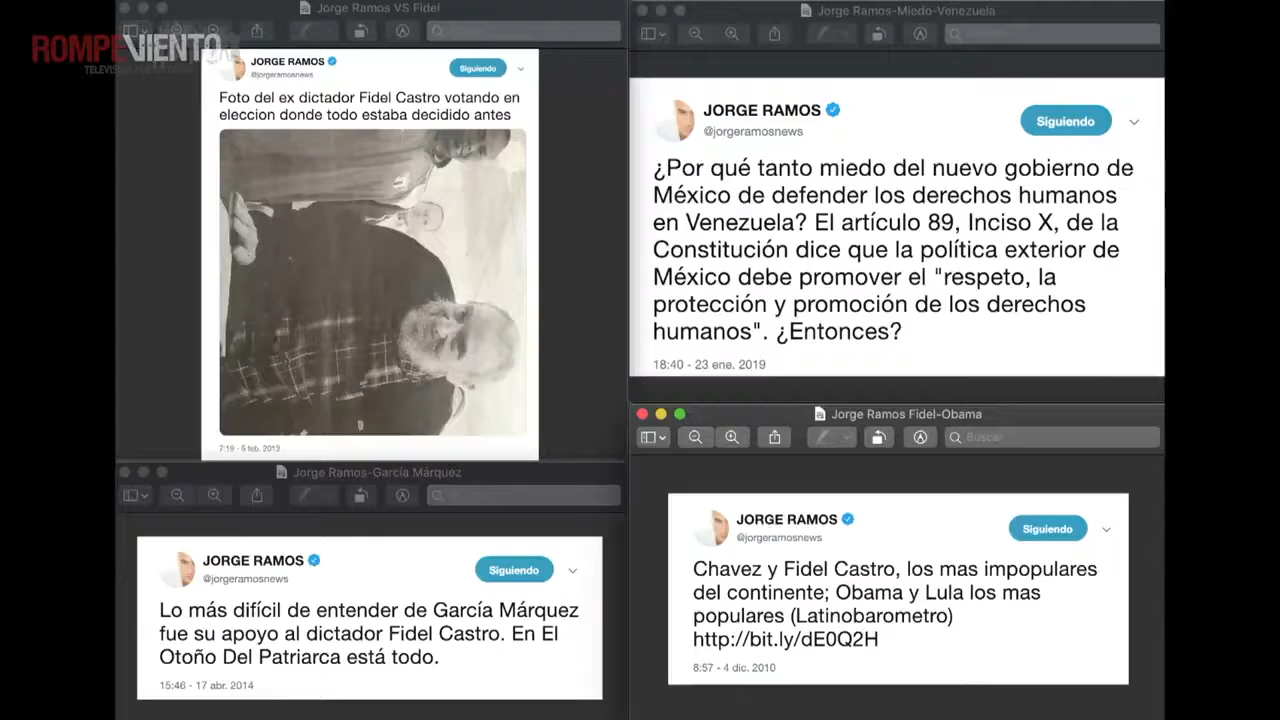 Jorge Ramos VS Fidel
ROMPEVIENTO
JORGE RAMOS
@jorgeramosnews
Siguiendo
Foto del ex dictador Fidel Castro votando en
eleccion donde todo estaba decidido antes
7:19 - 5 feb. 2013
Jorge Ramos-Miedo-Venezuela
JORGE RAMOS
@jorgeramosnews
Siguiendo
¿Por qué tanto miedo del nuevo gobierno de
México de defender los derechos humanos
en Venezuela? El artículo 89, Inciso X, de la
Constitución dice que la política exterior de
México debe promover el "respeto, la
protección y promoción de los derechos
humanos". ¿Entonces?
18:40 - 23 ene. 2019
Jorge Ramos-García Márquez
JORGE RAMOS
@jorgeramosnews
Siguiendo
Lo más difícil de entender de García Márquez
fue su apoyo al dictador Fidel Castro. En El
Otoño Del Patriarca está todo.
15:46 - 17 abr. 2014
Jorge Ramos Fidel-Obama
Buscar
JORGE RAMOS
@jorgeramosnews
Siguiendo
Chavez y Fidel Castro, los mas impopulares
del continente; Obama y Lula los mas
populares (Latinobarometro)
http://bit.ly/dE0Q2H
8:57 - 4 dic. 2010